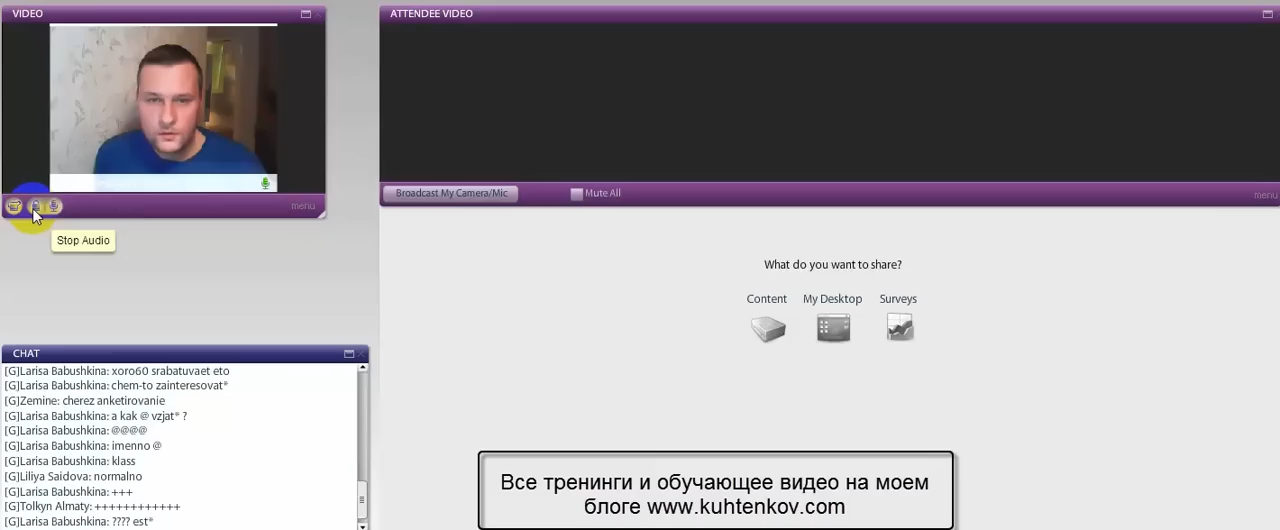 VIDEO
menu
Stop Audio
ATTENDEE VIDEO
Broadcast My Camera/Mic
Mute All
menu
What do you want to share?
Content
My Desktop
Surveys
CHAT
[G]Larisa Babushkina: xoro60 srabatuvaet eto
[G]Larisa Babushkina: chem-to zainteresovat*
[G]Zemine: cherez anketirovanie
[G]Larisa Babushkina: a kak @ vzjat* ?
[G]Larisa Babushkina: @@@@
[G]Larisa Babushkina: imenno @
[G]Larisa Babushkina: klass
[G]Liliya Saidova: normalno
[G]Larisa Babushkina: +++
[G]Tolkyn Almaty: ++++++++++++
[G]Larisa Babushkina: ???? est*
Все тренинги и обучающее видео на моем
блоге www.kuhtenkov.com